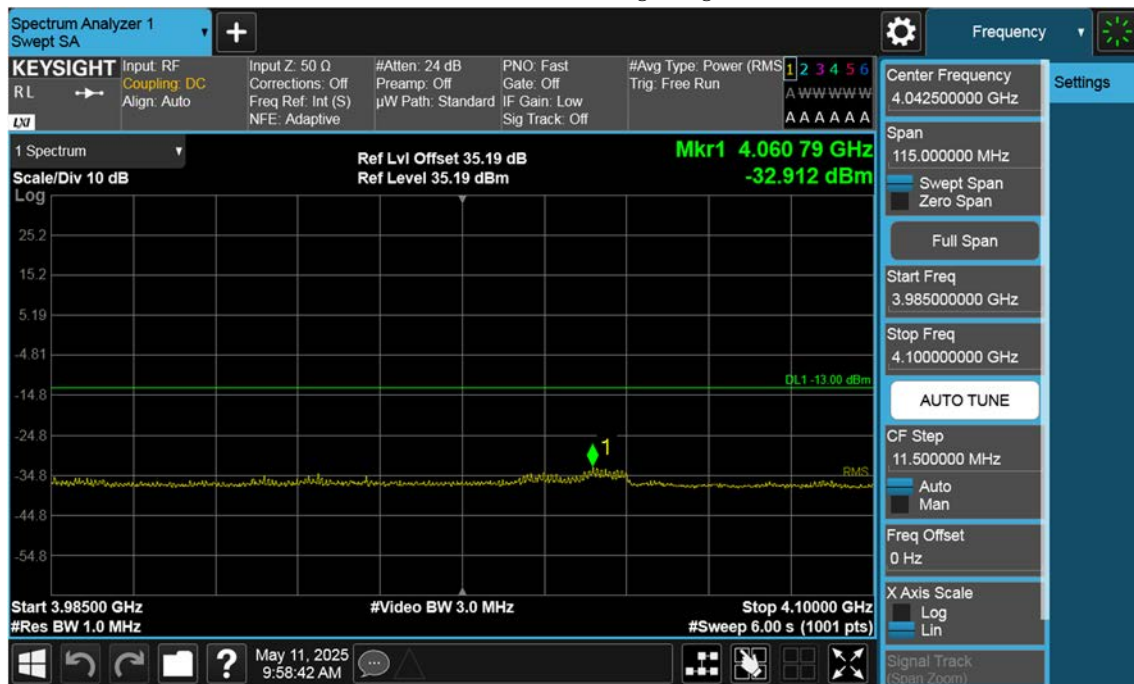 Spectrum Analyzer 1
Swept SA
Frequency
KEYSIGHT
RL
LXI
Input: RF
Coupling: DC
Align: Auto
Input Z: 50 Ω
Corrections: Off
Freq Ref: Int (S)
NFE: Adaptive
#Atten: 24 dB
Preamp: Off
µW Path: Standard
PNO: Fast
Gate: Off
IF Gain: Low
Sig Track: Off
#Avg Type: Power (RMS
Trig: Free Run
1 2 3 4 5 6
A W W W W W
A A A A A A
Settings
1 Spectrum
Scale/Div 10 dB
Log
Ref Lvl Offset 35.19 dB
Ref Level 35.19 dBm
Mkr1 4.060 79 GHz
-32.912 dBm
25.2
15.2
5.19
-4.81
DL1 -13.00 dBm
-14.8
-24.8
1
-34.8
RMS
-44.8
-54.8
Start 3.98500 GHz
#Res BW 1.0 MHz
#Video BW 3.0 MHz
Stop 4.10000 GHz
#Sweep 6.00 s (1001 pts)
Center Frequency
4.042500000 GHz
Span
115.000000 MHz
Swept Span
Zero Span
Full Span
Start Freq
3.985000000 GHz
Stop Freq
4.100000000 GHz
AUTO TUNE
CF Step
11.500000 MHz
Auto
Man
Freq Offset
0 Hz
X Axis Scale
Log
Lin
Signal Track
(Span Zoom)
?
May 11, 2025
9:58:42 AM